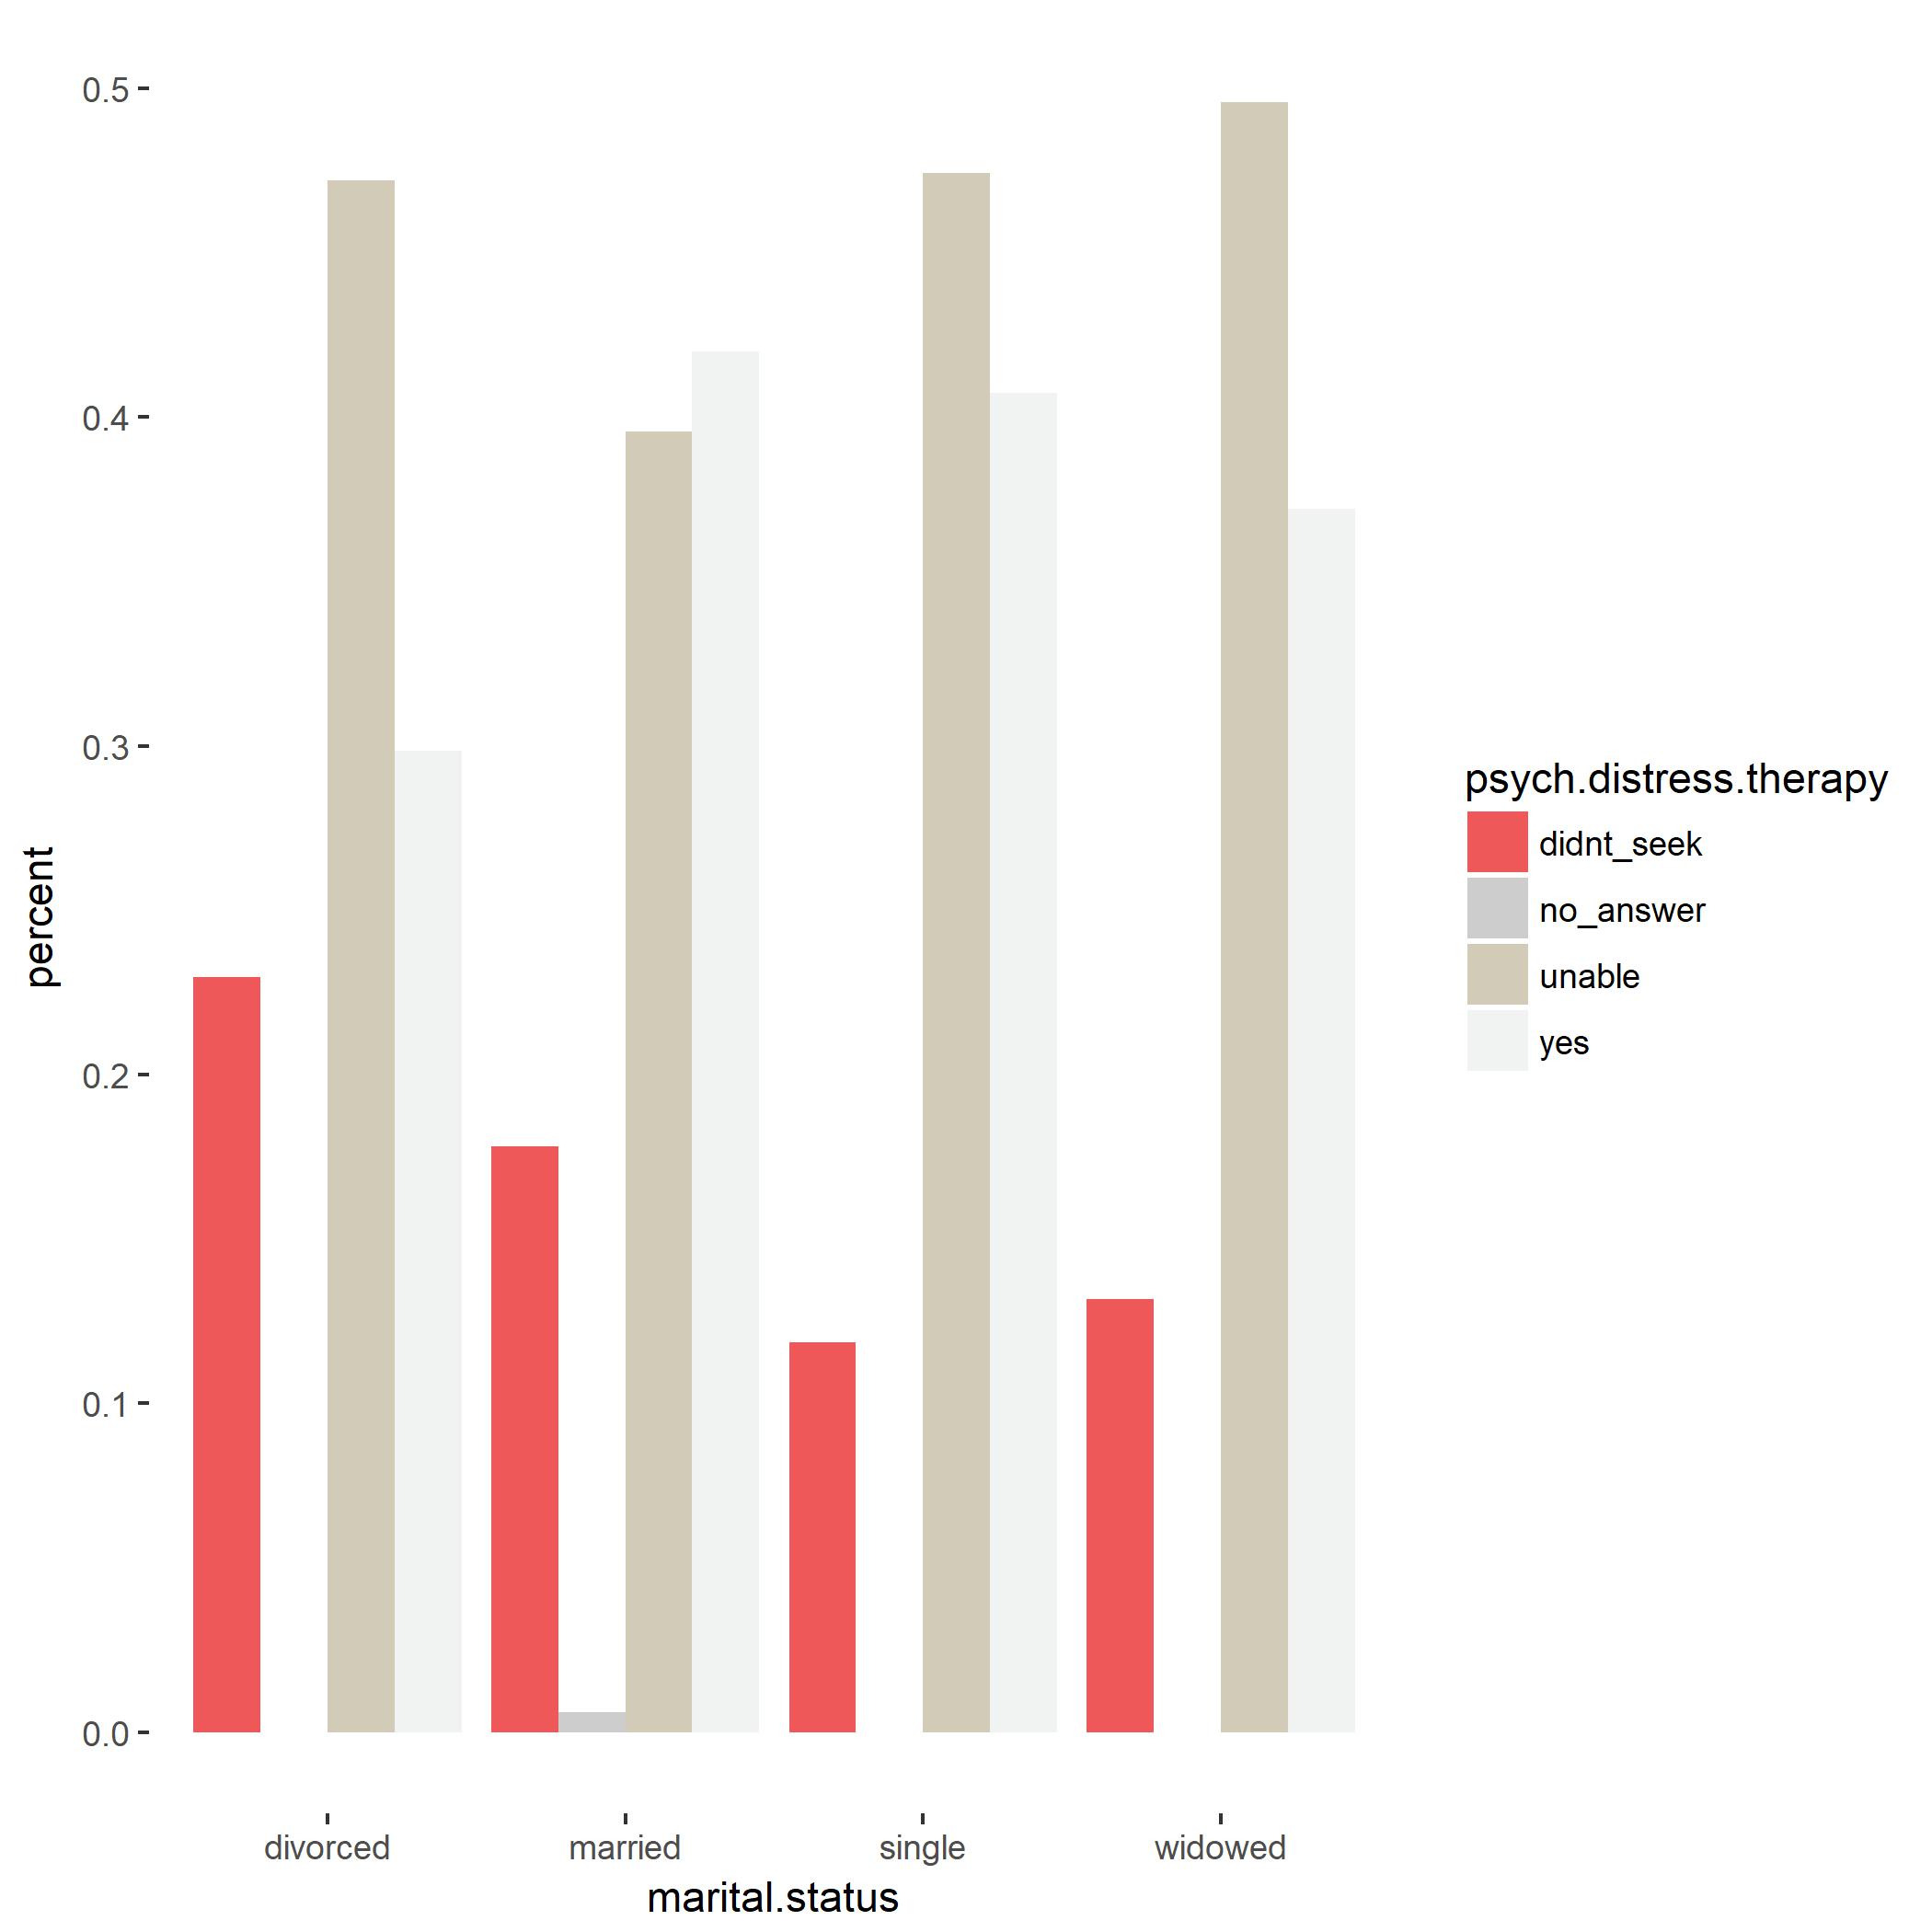 0.5
0.4
0.3
0.2
0.1
0.0
percent
divorced married single widowed
marital.status
psych.distress.therapy
didnt_seek
no_answer
unable
yes